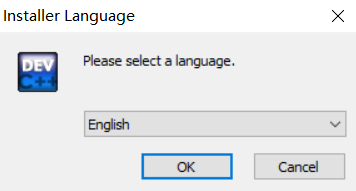 Installer Language
DEV
C++
Please select a language.
English
OK
Cancel